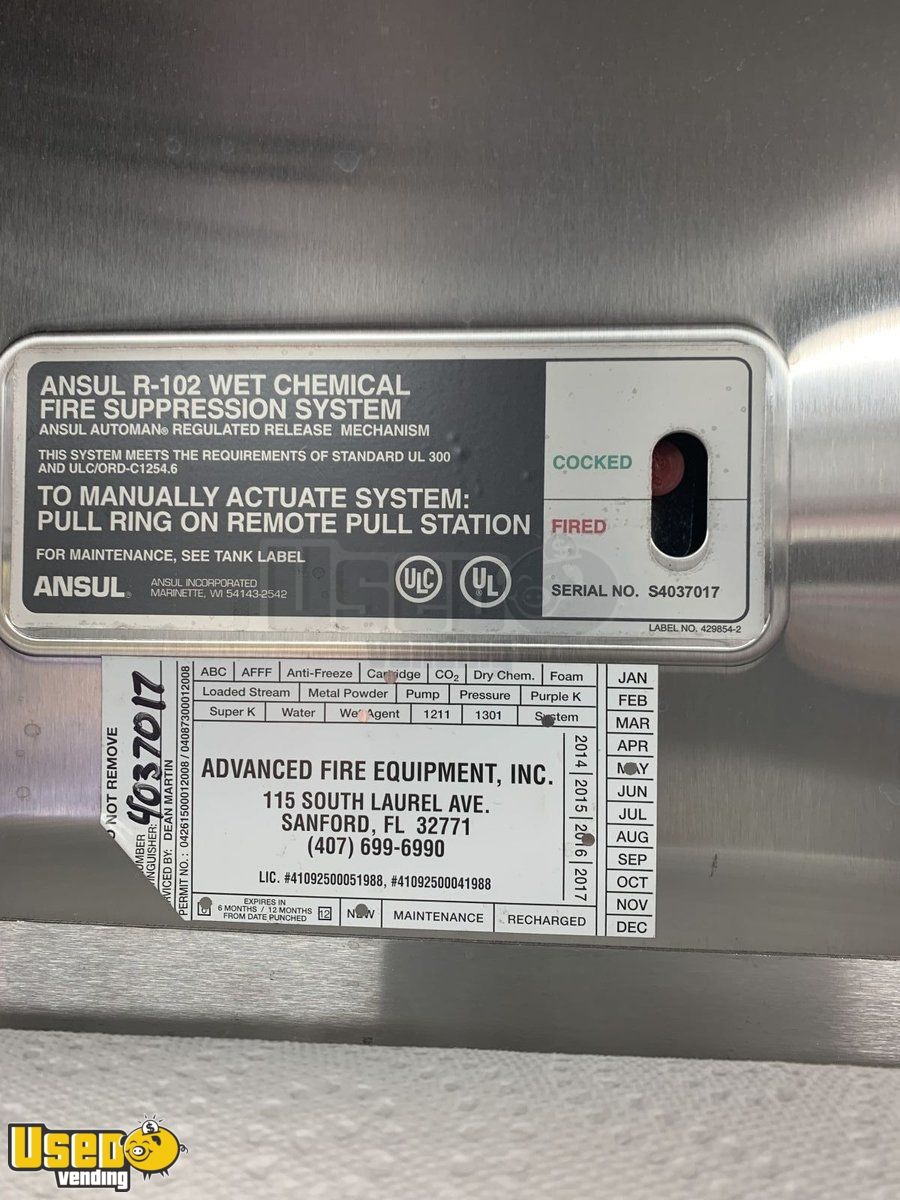 ANSUL R-102 WET CHEMICAL
FIRE SUPPRESSION SYSTEM
ANSUL AUTOMAN® REGULATED RELEASE MECHANISM
THIS SYSTEM MEETS THE REQUIREMENTS OF STANDARD UL 300
AND ULC/ORD-C1254.6
TO MANUALLY ACTUATE SYSTEM:
PULL RING ON REMOTE PULL STATION
FOR MAINTENANCE, SEE TANK LABEL
ANSUL®
ANSUL INCORPORATED
MARINETTE, WI 54143-2542
ULC
UL
COCKED
FIRED
SERIAL NO. S4037017
LABEL NO. 429854-2
NOT REMOVE
4037017
DEAN MARTIN
PERMIT NO.: 04261500012008 / 04087300012008
ABC AFFF Anti-Freeze Cartridge CO2 Dry Chem. Foam
Loaded Stream Metal Powder Pump Pressure Purple K
Super K Water Wet Agent 1211 1301 System
ADVANCED FIRE EQUIPMENT, INC.
115 SOUTH LAUREL AVE.
SANFORD, FL 32771
(407) 699-6990
LIC. #41092500051988, #41092500041988
2014 2015 2016 2017
EXPIRES IN
6 MONTHS / 12 MONTHS
FROM DATE PUNCHED
12
NEW MAINTENANCE RECHARGED
JAN
FEB
MAR
APR
MAY
JUN
JUL
AUG
SEP
OCT
NOV
DEC
USED
vending